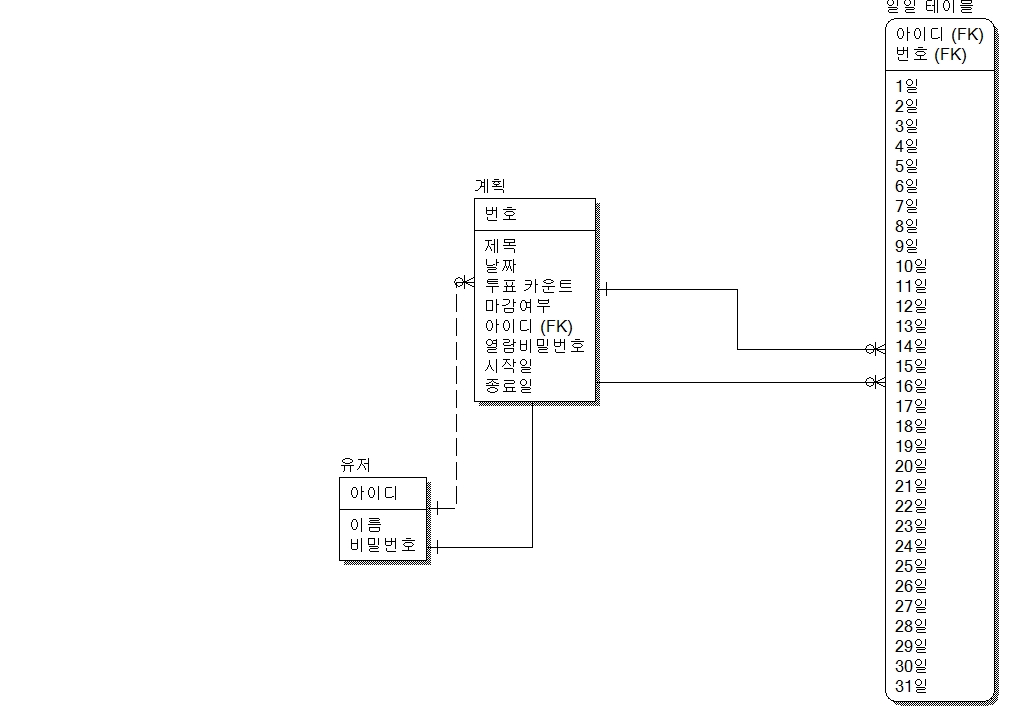 일일 테이블
아이디 (FK)
번호 (FK)
1일
2일
3일
4일
5일
6일
7일
8일
9일
10일
11일
12일
13일
14일
15일
16일
17일
18일
19일
20일
21일
22일
23일
24일
25일
26일
27일
28일
29일
30일
31일
계획
번호
제목
날짜
투표 카운트
마감여부
아이디 (FK)
열람비밀번호
시작일
종료일
유저
아이디
이름
비밀번호